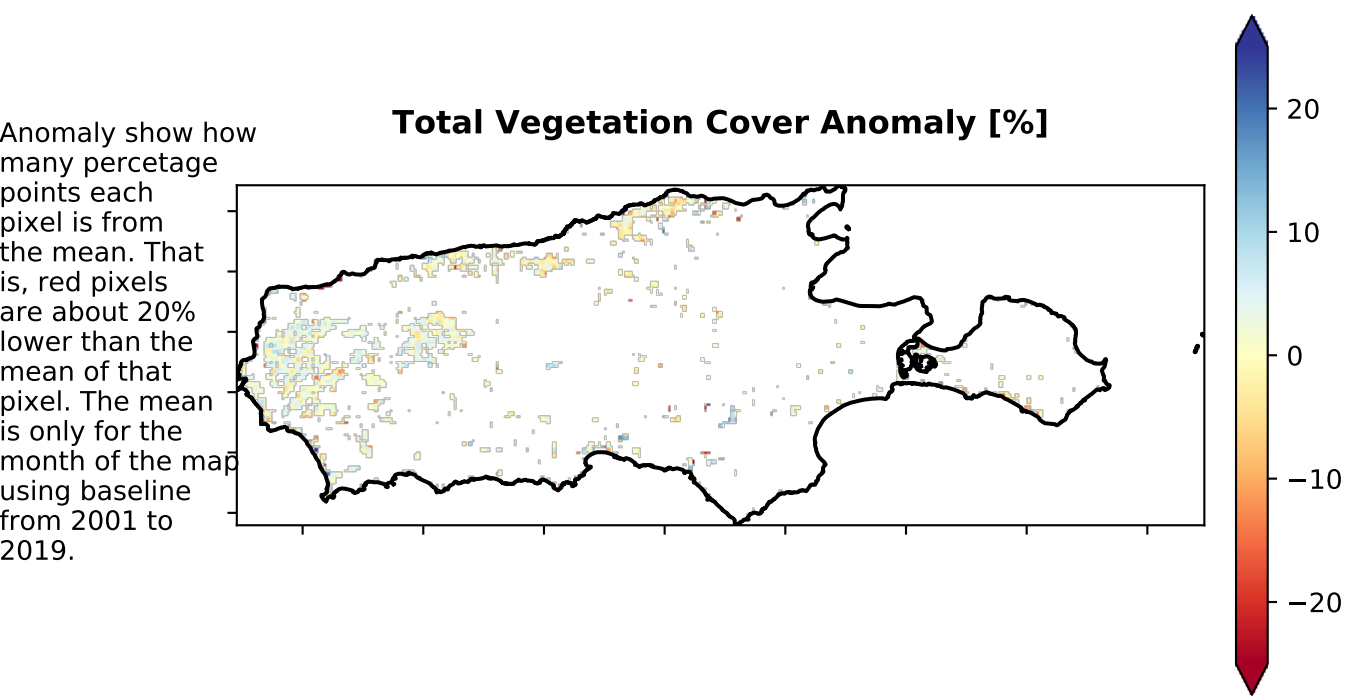 Total Vegetation Cover Anomaly [%]
Anomaly show how
many percetage
points each
pixel is from
the mean. That
is, red pixels
are about 20%
lower than the
mean of that
pixel. The mean
is only for the
month of the map
using baseline
from 2001 to
2019.
20
10
0
−10
−20